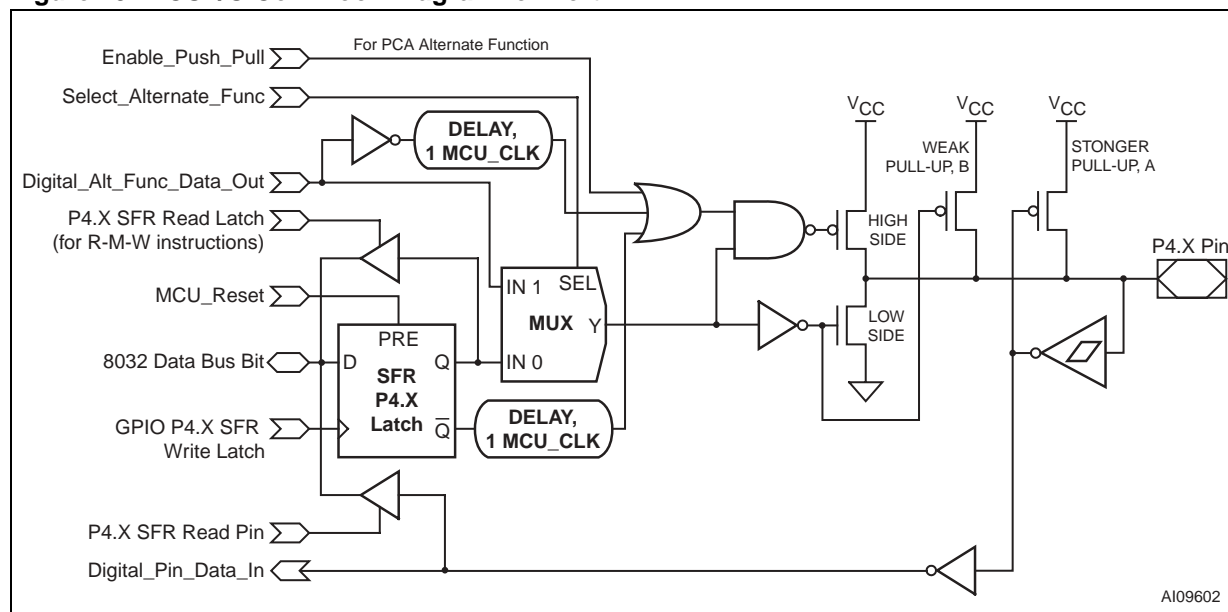 For PCA Alternate Function
Enable_Push_Pull
Select_Alternate_Func
DELAY,
1 MCU_CLK
Digital_Alt_Func_Data_Out
P4.X SFR Read Latch
(for R-M-W instructions)
MCU_Reset
8032 Data Bus Bit
GPIO P4.X SFR
Write Latch
P4.X SFR Read Pin
Digital_Pin_Data_In
PRE
D
Q
SFR
P4.X
Latch
Q
DELAY,
1 MCU_CLK
IN 1
SEL
MUX
Y
IN 0
VCC
VCC
VCC
WEAK
PULL-UP, B
STONGER
PULL-UP, A
HIGH
SIDE
LOW
SIDE
P4.X Pin
AI09602